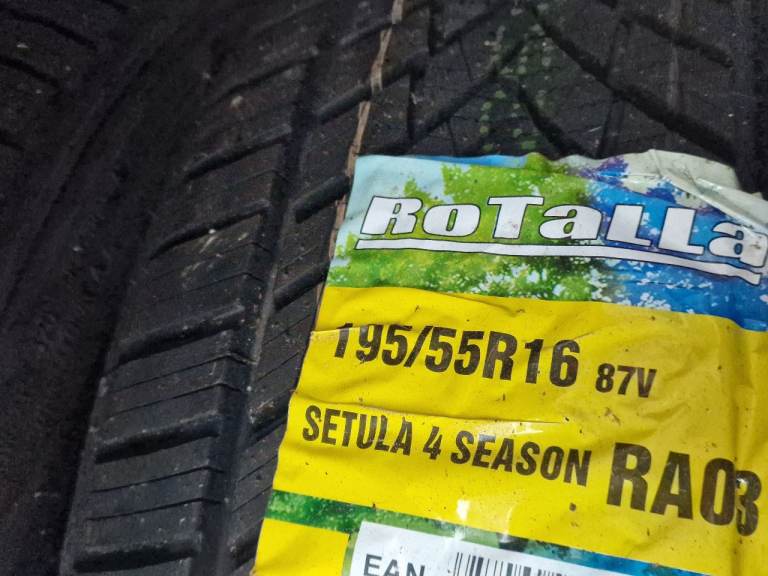 RoTaLLa
195/55R16 87V
SETULA 4 SEASON RA03
EAN